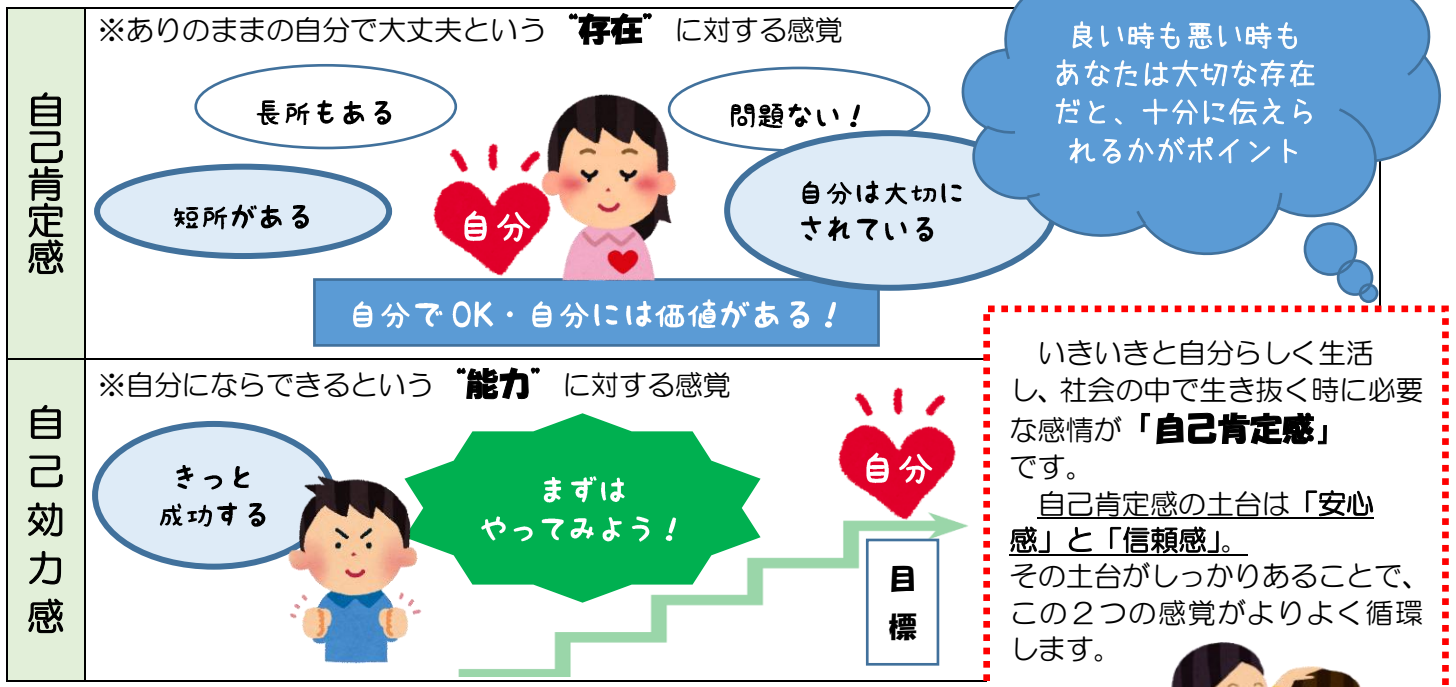 自己肯定感
※ありのままの自分で大丈夫という “存在” に対する感覚
長所もある
問題ない！
短所がある
自分
自分は大切に
されている
自分でOK・自分には価値がある！
良い時も悪い時も
あなたは大切な存在
だと、十分に伝えら
れるかがポイント
自己効力感
※自分にならできるという “能力” に対する感覚
きっと
成功する
まずは
やってみよう！
自分
目
標
いきいきと自分らしく生活
し、社会の中で生き抜く時に必要
な感情が「自己肯定感」
です。
自己肯定感の土台は「安心
感」と「信頼感」。
その土台がしっかりあることで、
この２つの感覚がよりよく循環
します。